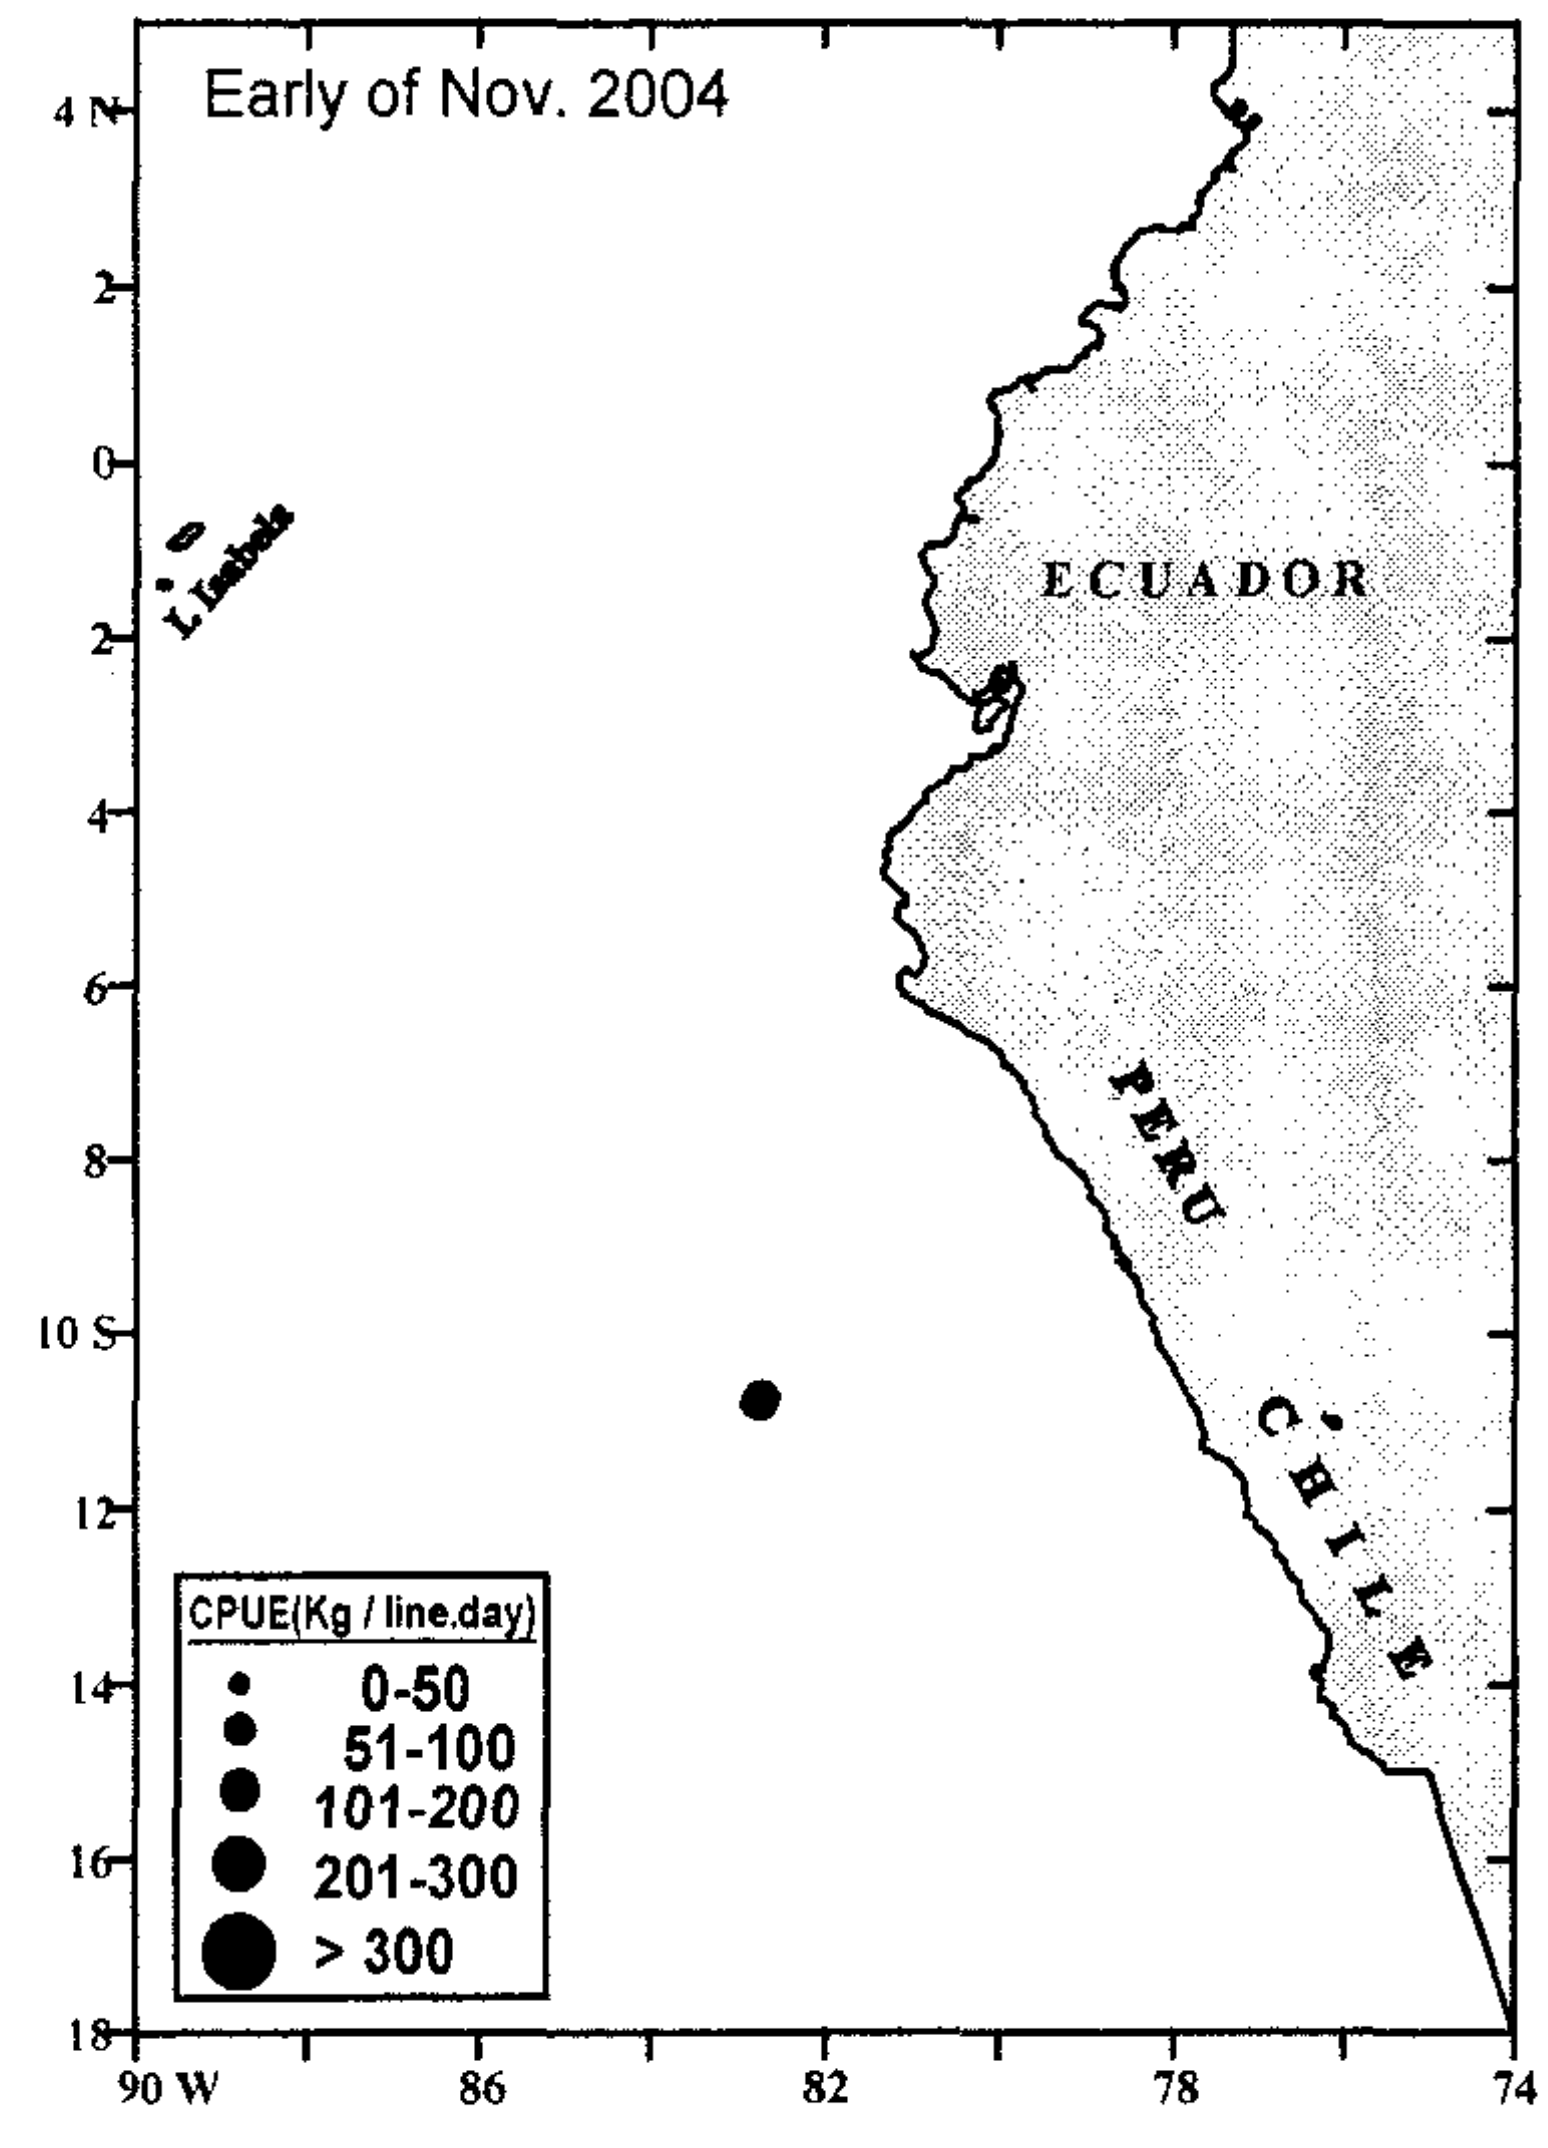 Early of Nov. 2004
4 N
2
0
2
4
6
8
10 S
12
14
16
18
I. Isabela
ECUADOR
PERU
CHILE
CPUE(Kg / line.day)
0-50
51-100
101-200
201-300
> 300
90 W
86
82
78
74